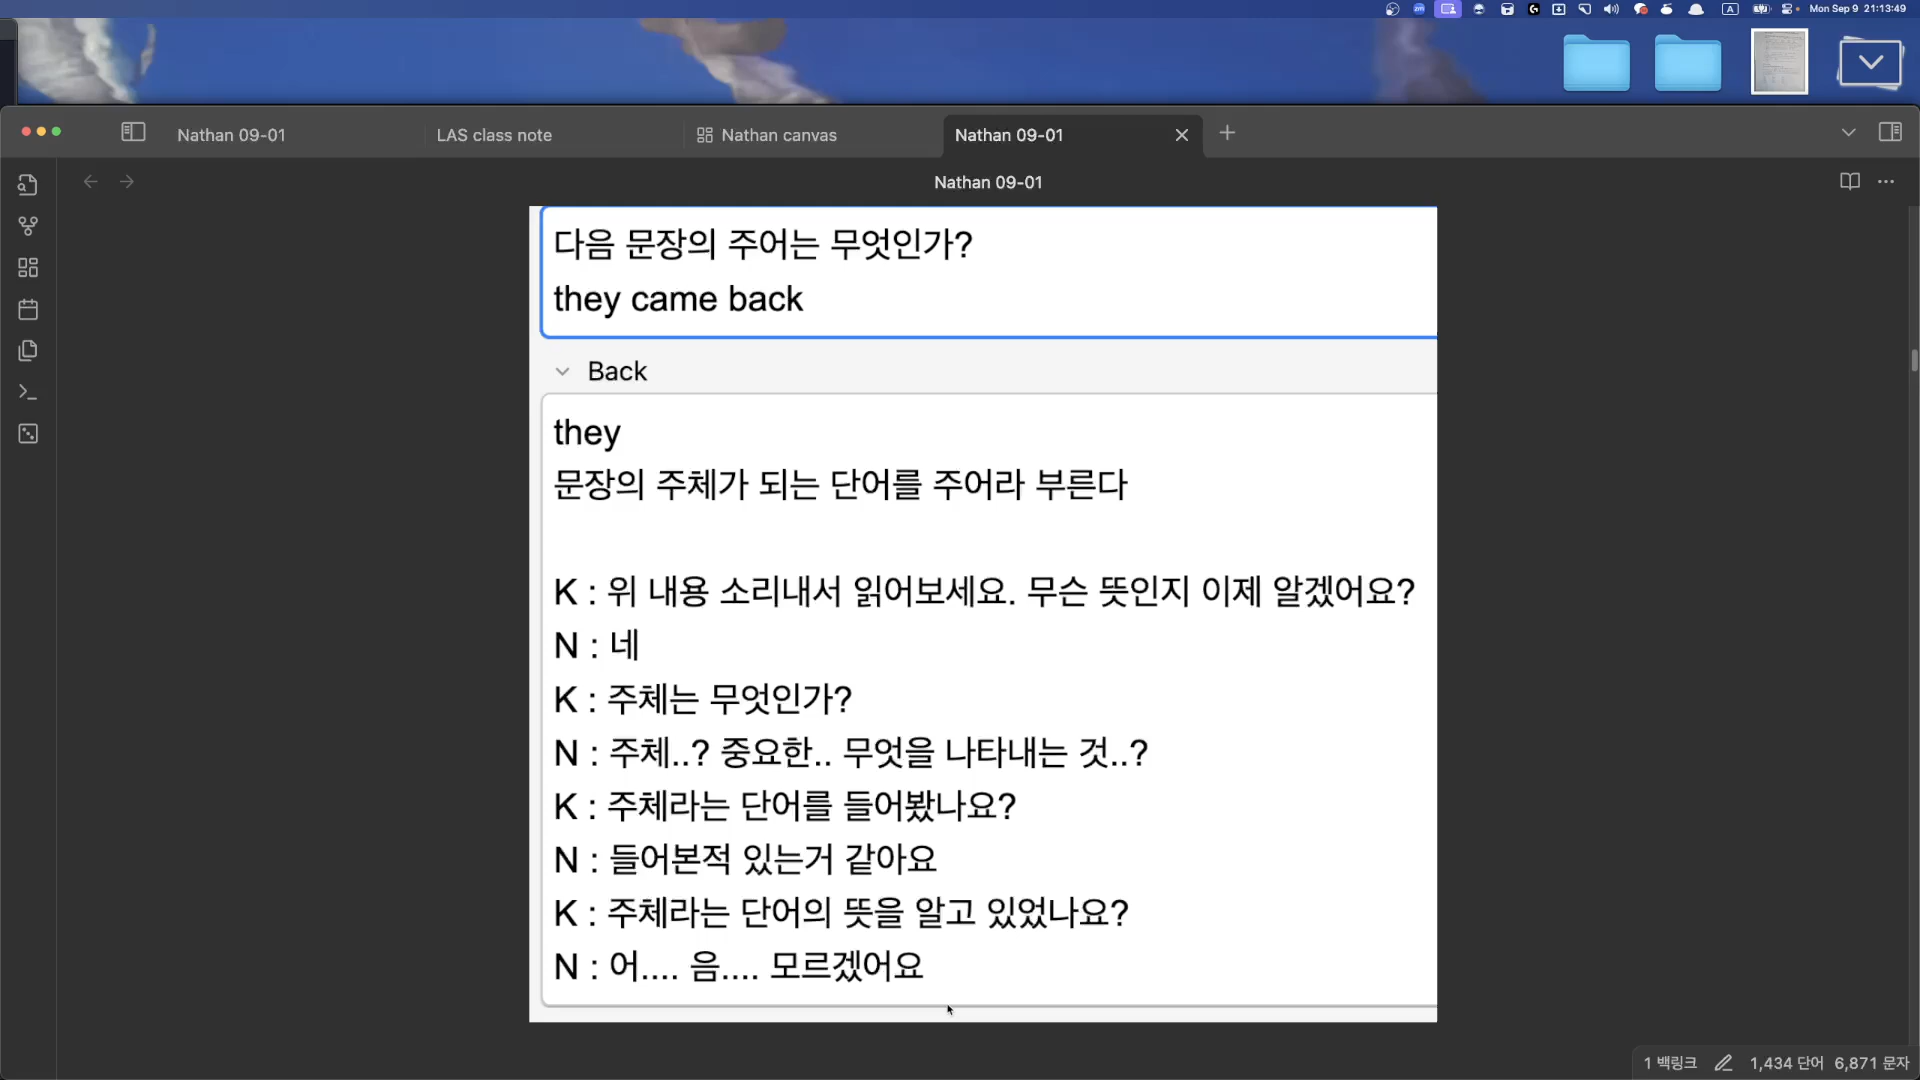 Mon Sep 9 21:13:49
Nathan 09-01
LAS class note
Nathan canvas
Nathan 09-01
Nathan 09-01
다음 문장의 주어는 무엇인가?
they came back
Back
they
문장의 주체가 되는 단어를 주어라 부른다
K : 위 내용 소리내서 읽어보세요. 무슨 뜻인지 이제 알겠어요?
N : 네
K : 주체는 무엇인가?
N : 주체..? 중요한.. 무엇을 나타내는 것..?
K : 주체라는 단어를 들어봤나요?
N : 들어본적 있는거 같아요
K : 주체라는 단어의 뜻을 알고 있었나요?
N : 어.... 음.... 모르겠어요
1 백링크 1,434 단어 6,871 문자